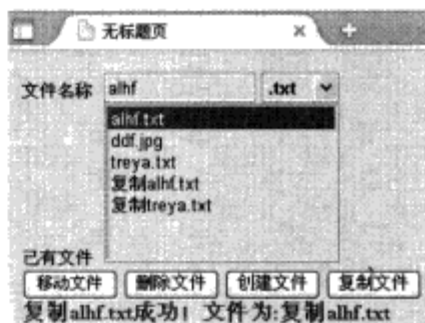 无标题页
文件名称 alhf .txt
alhf.txt
ddf.jpg
treya.txt
复制alhf.txt
复制treya.txt
己有文件
移动文件 删除文件 创建文件 复制文件
复制alhf.txt成功! 文件为:复制alhf.txt